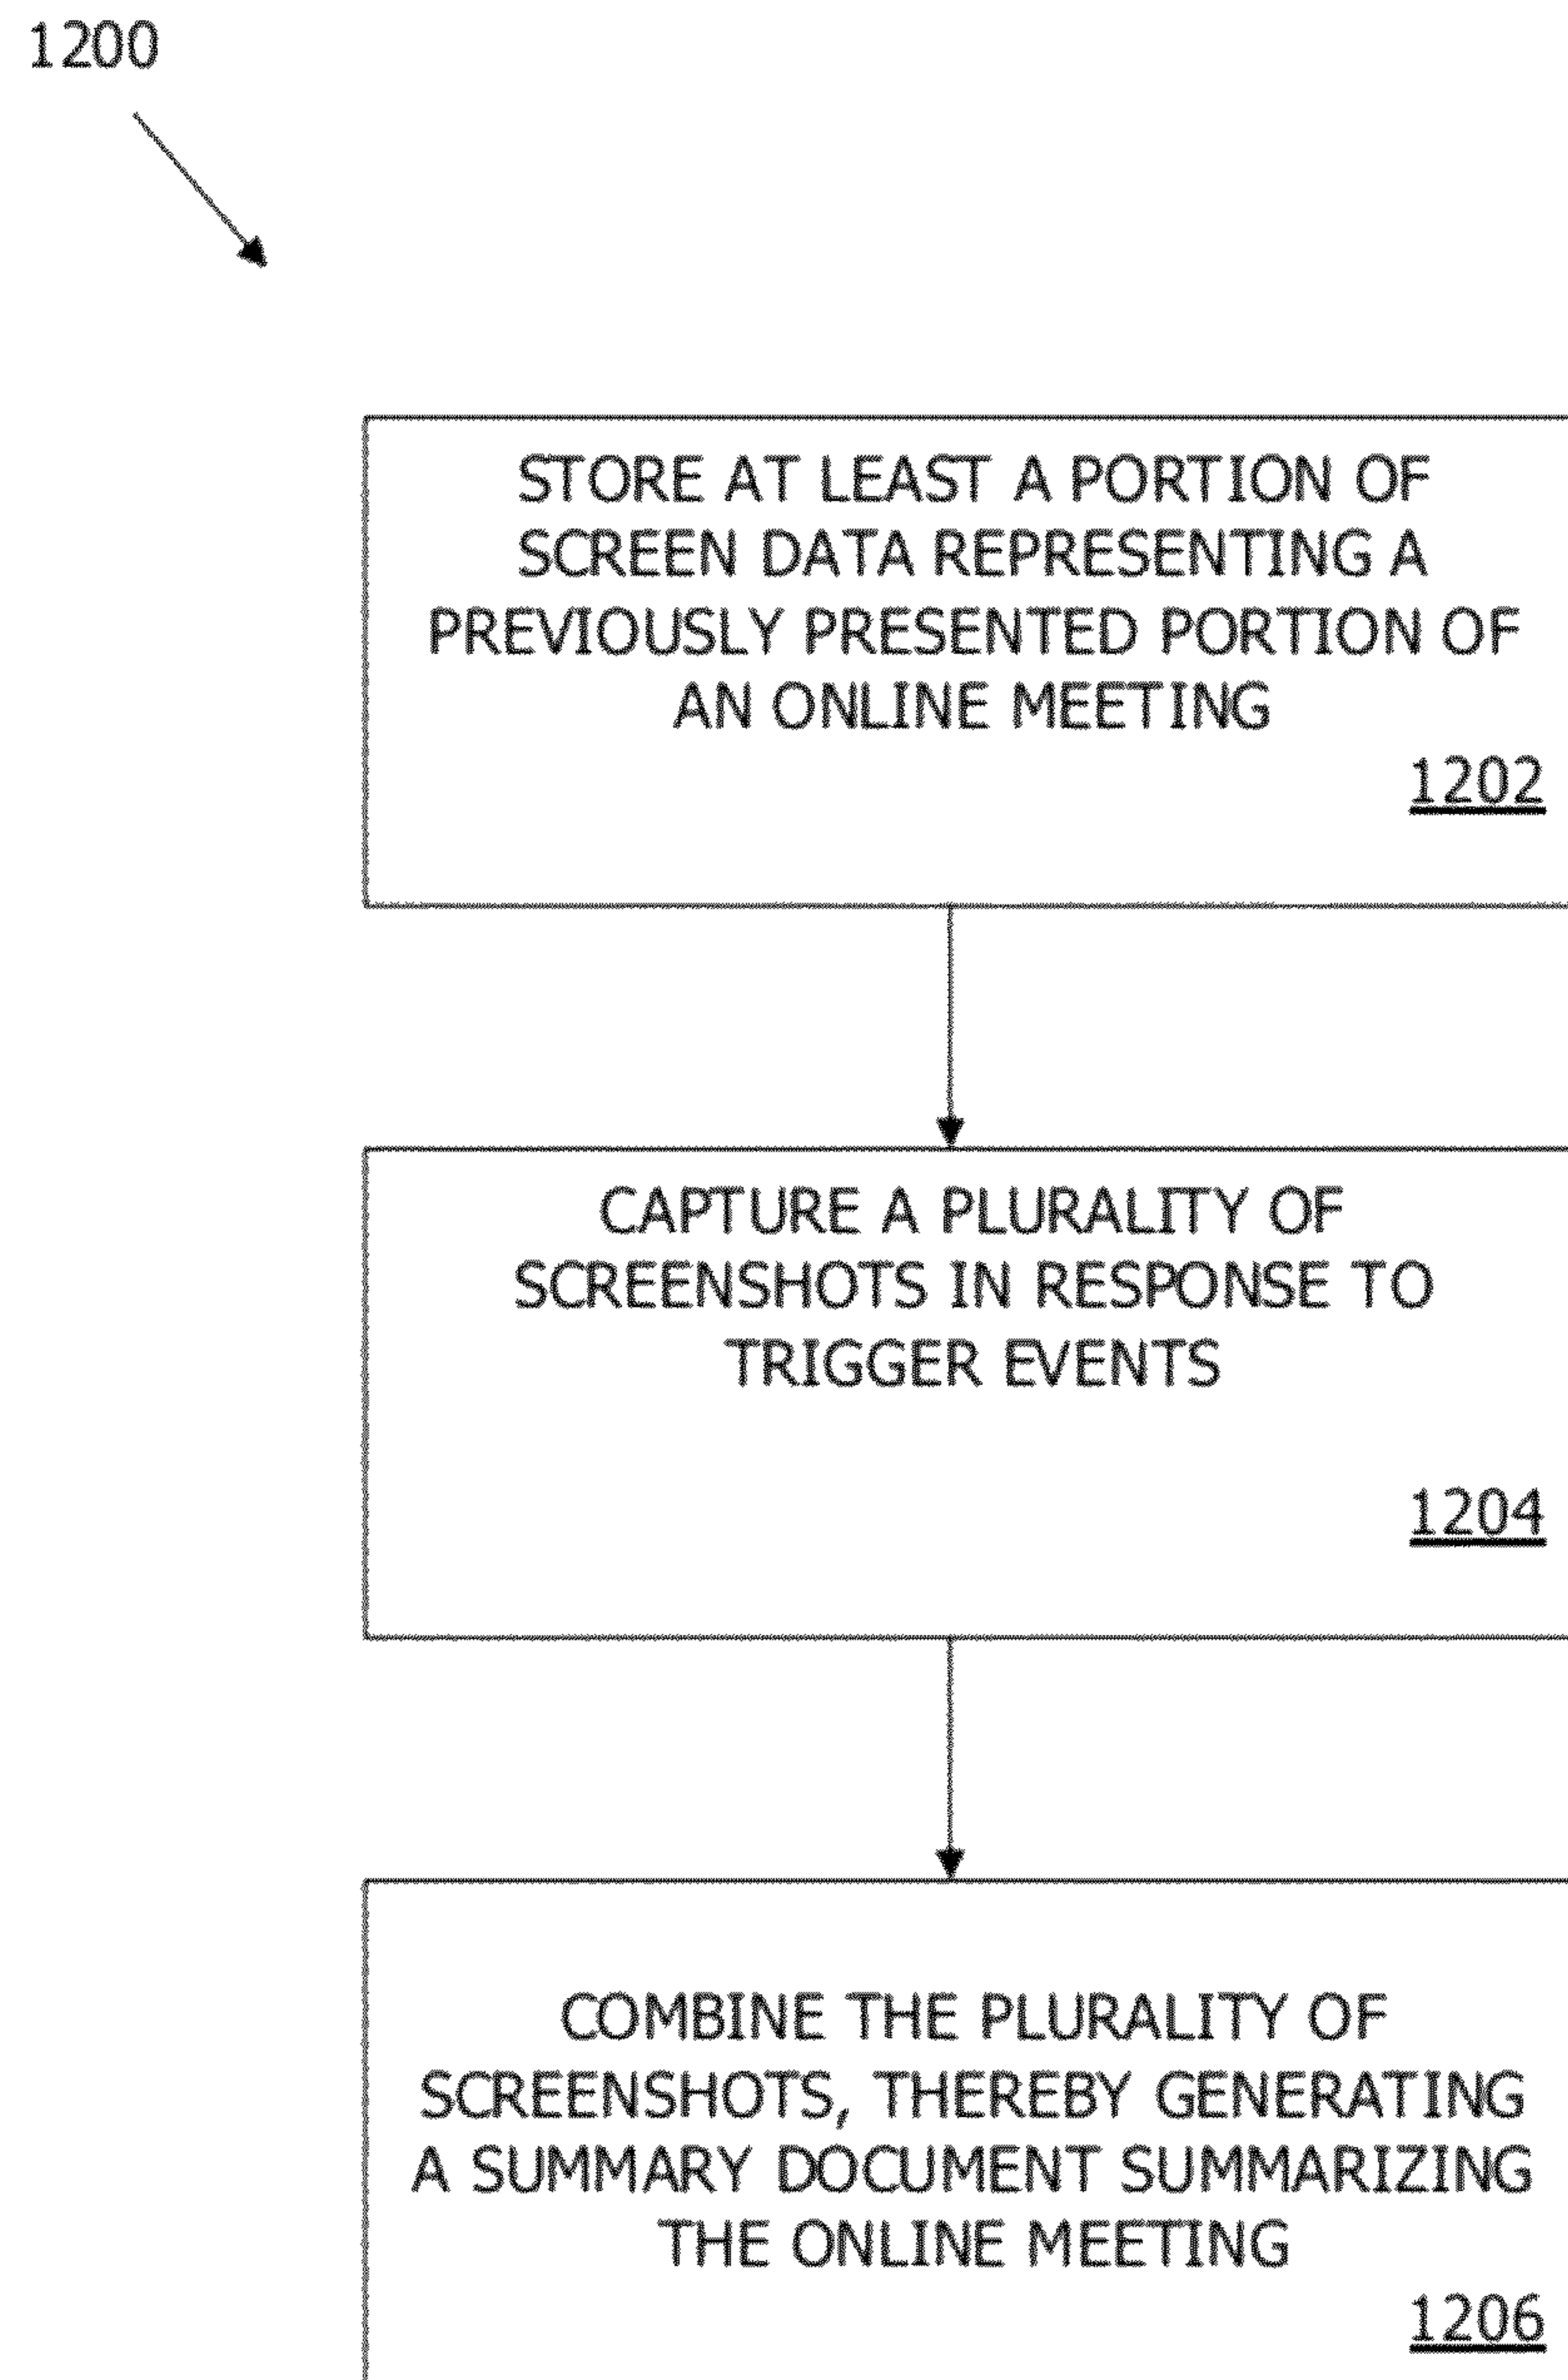 1200
STORE AT LEAST A PORTION OF
SCREEN DATA REPRESENTING A
PREVIOUSLY PRESENTED PORTION OF
AN ONLINE MEETING
1202
CAPTURE A PLURALITY OF
SCREENSHOTS IN RESPONSE TO
TRIGGER EVENTS
1204
COMBINE THE PLURALITY OF
SCREENSHOTS, THEREBY GENERATING
A SUMMARY DOCUMENT SUMMARIZING
THE ONLINE MEETING
1206